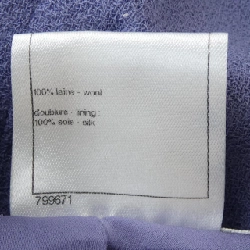 100% laine - wool
doublure - lining :
100% soie - silk
799671